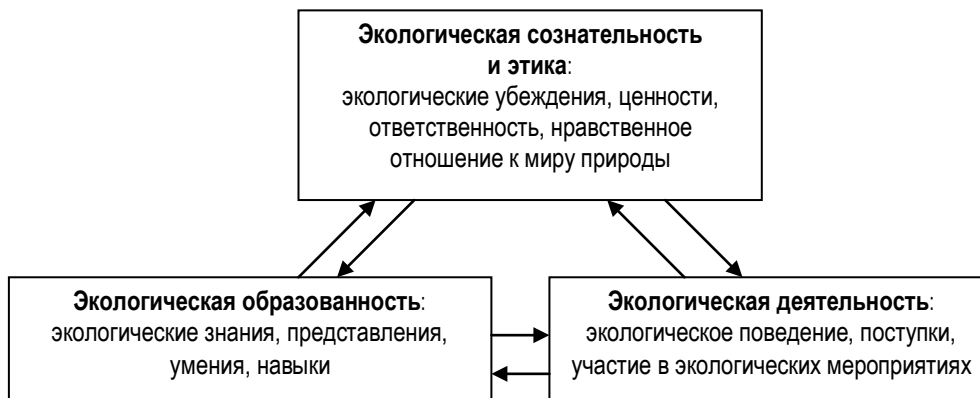 Экологическая сознательность
и этика:
экологические убеждения, ценности,
ответственность, нравственное
отношение к миру природы
Экологическая образованность:
экологические знания, представления,
умения, навыки
Экологическая деятельность:
экологическое поведение, поступки,
участие в экологических мероприятиях